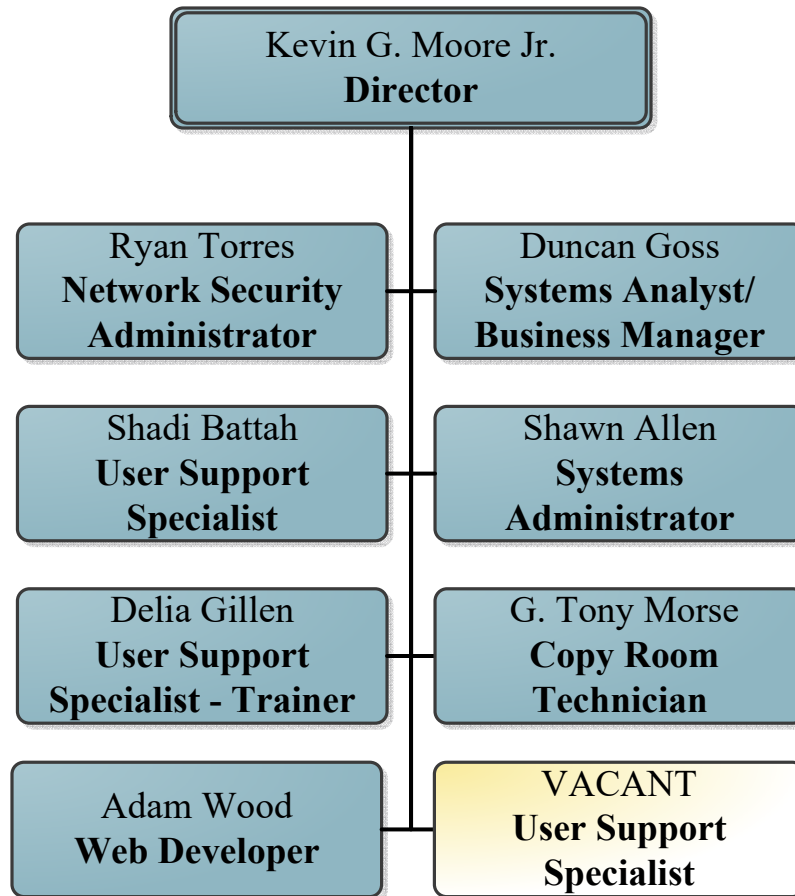 Kevin G. Moore Jr.
Director
Ryan Torres
Network Security
Administrator
Duncan Goss
Systems Analyst/
Business Manager
Shadi Battah
User Support
Specialist
Shawn Allen
Systems
Administrator
Delia Gillen
User Support
Specialist - Trainer
G. Tony Morse
Copy Room
Technician
Adam Wood
Web Developer
VACANT
User Support
Specialist